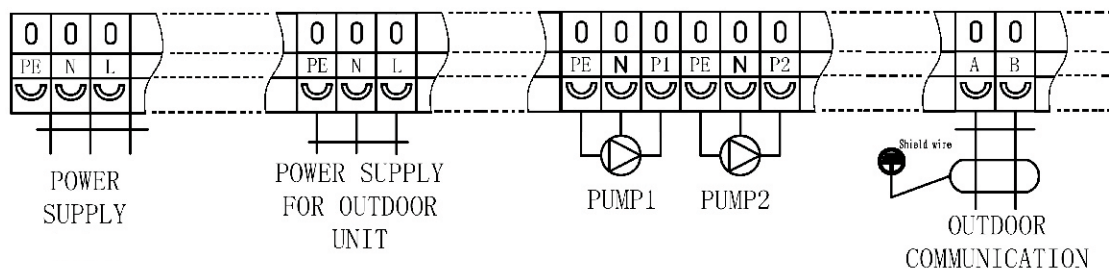 0 0 0 0 0 0 0 0 0 0 0 0 0 0
PE N L PE N L PE N P1 PE N P2 A B
Shield wire
POWER
SUPPLY
POWER SUPPLY
FOR OUTDOOR
UNIT
PUMP1 PUMP2
OUTDOOR
COMMUNICATION